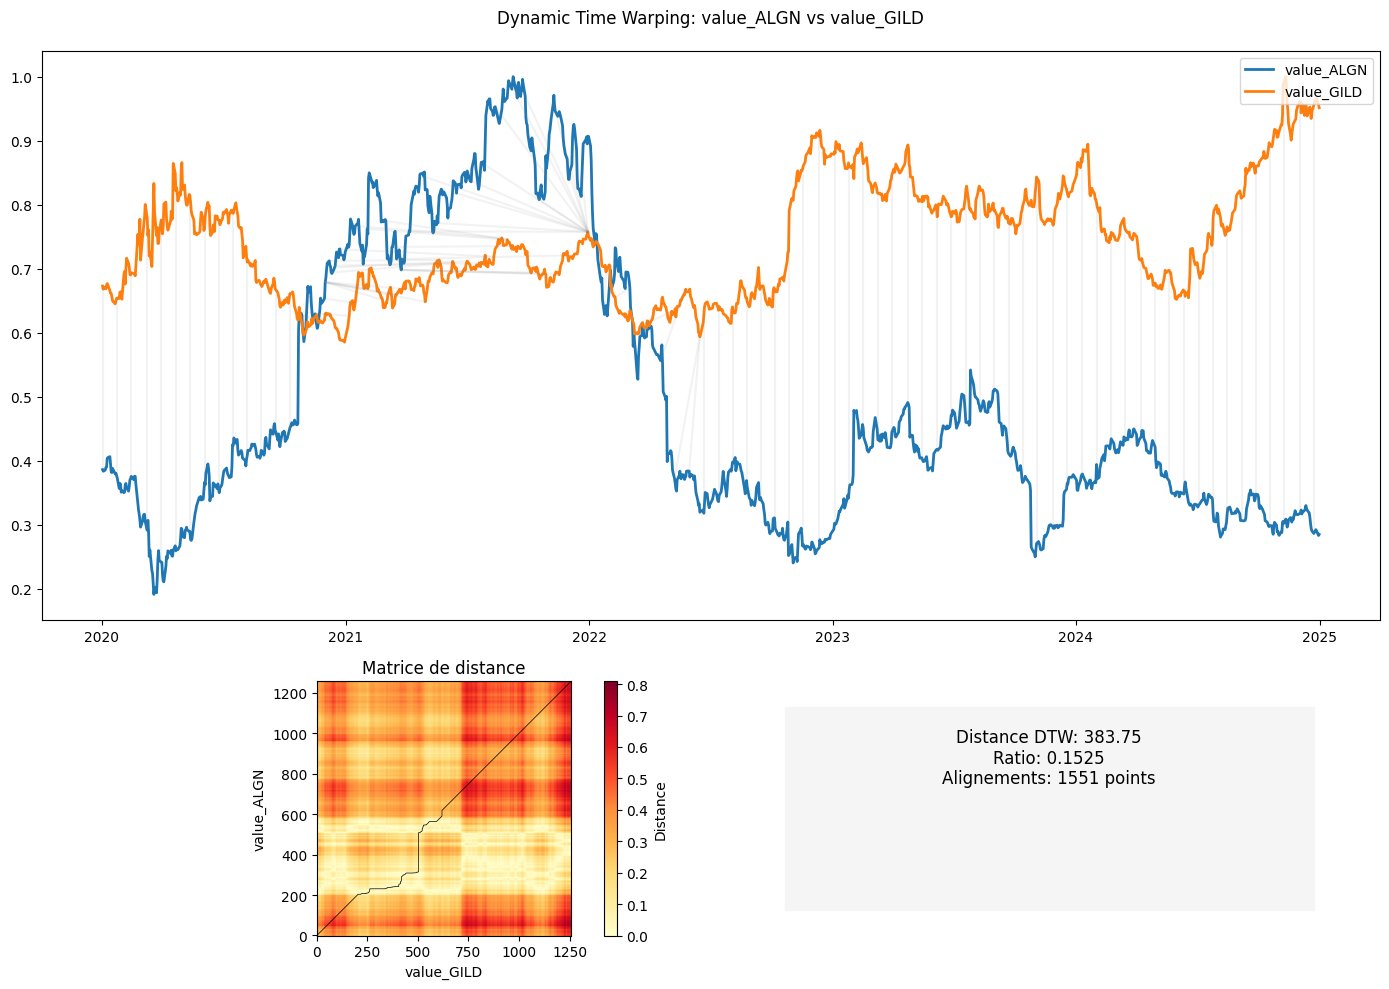 Dynamic Time Warping: value_ALGN vs value_GILD
value_ALGN
value_GILD
1.0
0.9
0.8
0.7
0.6
0.5
0.4
0.3
0.2
2020 2021 2022 2023 2024 2025
Matrice de distance
1200
1000
800
600
400
200
0
value_ALGN
0 250 500 750 1000 1250
value_GILD
0.8
0.7
0.6
0.5
0.4
0.3
0.2
0.1
0.0
Distance
Distance DTW: 383.75
Ratio: 0.1525
Alignements: 1551 points